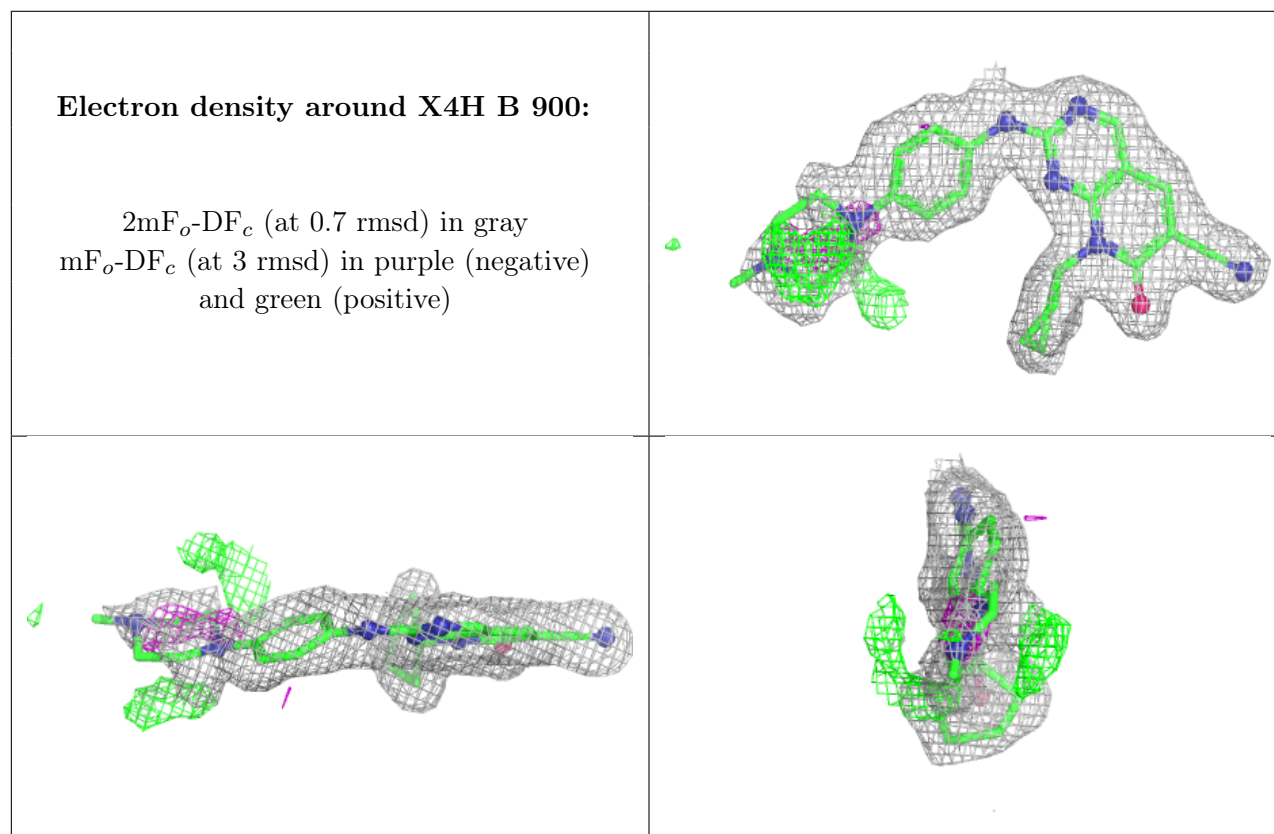 Electron density around X4H B 900:
2mFₒ-DF𝒸 (at 0.7 rmsd) in gray
mFₒ-DF𝒸 (at 3 rmsd) in purple (negative)
and green (positive)